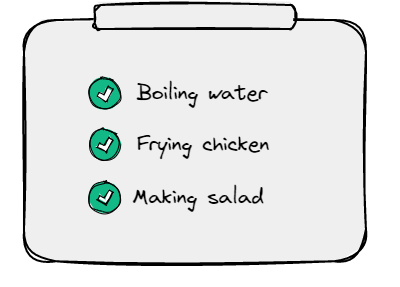 Boiling water
Frying chicken
Making salad